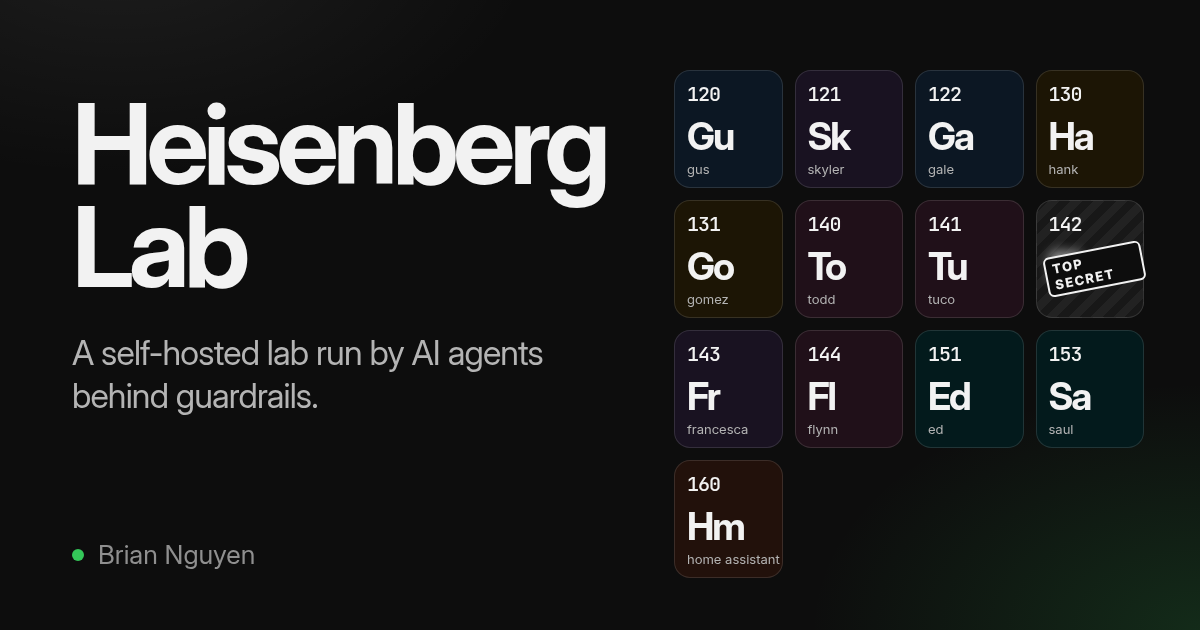 Heisenberg
Lab
A self-hosted lab run by AI agents
behind guardrails.
Brian Nguyen
120
Gu
gus
121
Sk
skyler
122
Ga
gale
130
Ha
hank
131
Go
gomez
140
To
todd
141
Tu
tuco
142
TOP
SECRET
143
Fr
francesca
144
Fl
flynn
151
Ed
ed
153
Sa
saul
160
Hm
home assistant